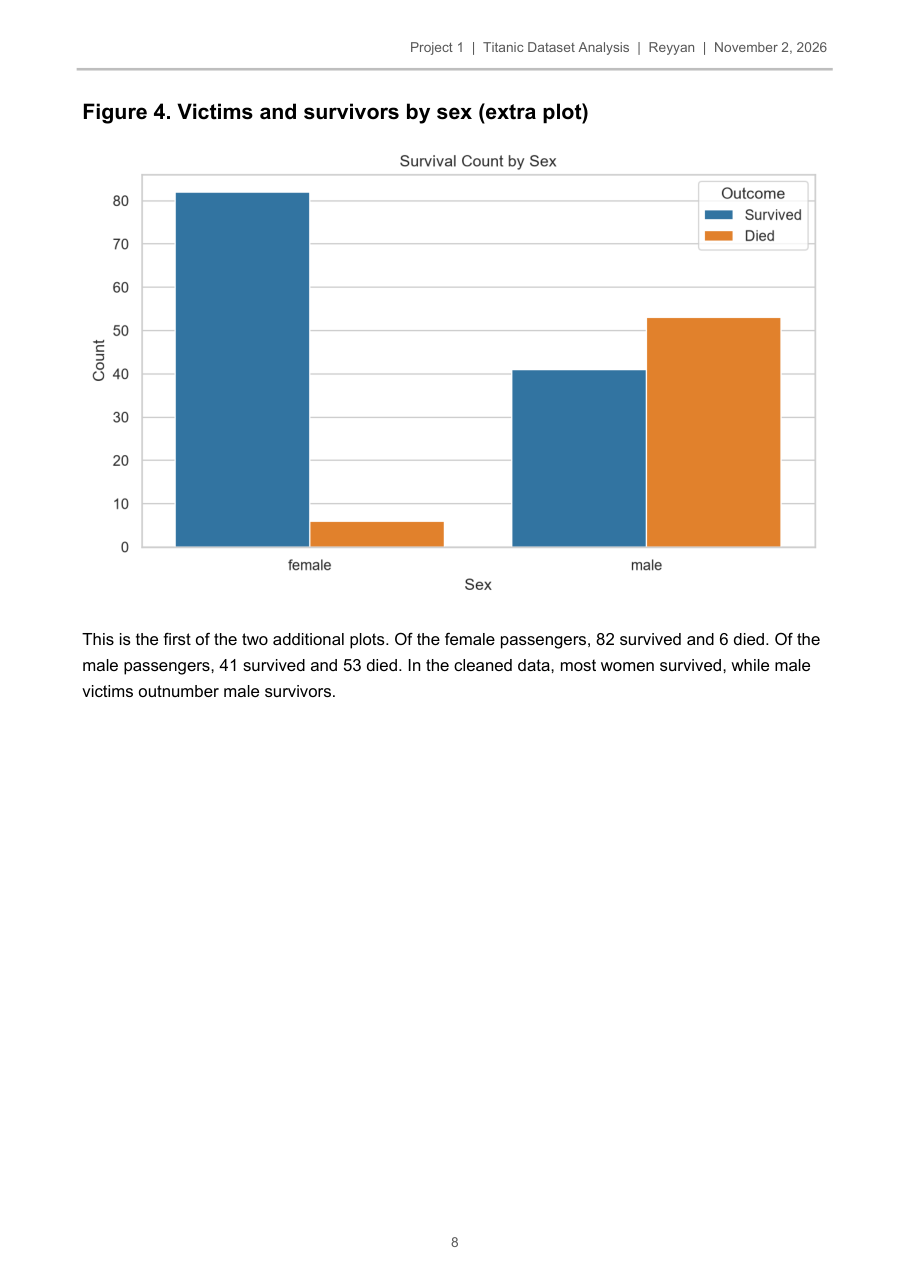 Project 1 | Titanic Dataset Analysis | Reyyan | November 2, 2026
Figure 4. Victims and survivors by sex (extra plot)
Survival Count by Sex
Outcome
Survived
Died
80
70
60
50
40
30
20
10
0
Count
female
male
Sex
This is the first of the two additional plots. Of the female passengers, 82 survived and 6 died. Of the
male passengers, 41 survived and 53 died. In the cleaned data, most women survived, while male
victims outnumber male survivors.
8